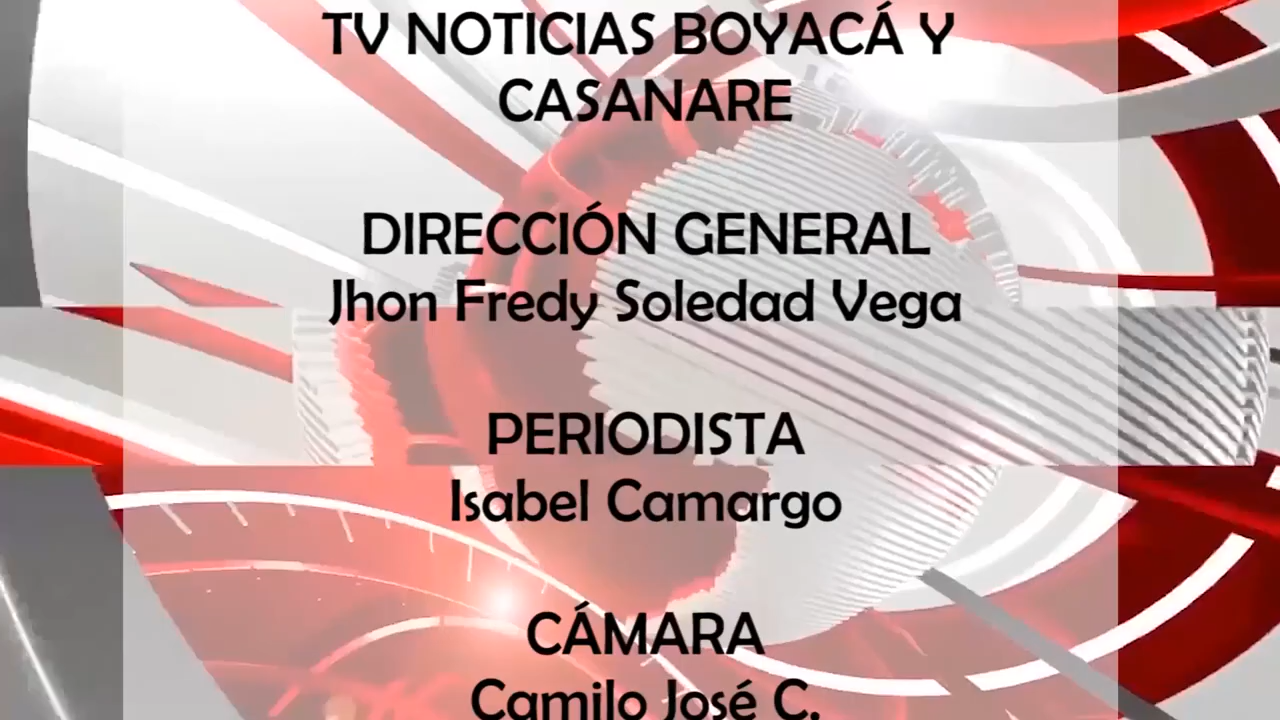 TV NOTICIAS BOYACÁ Y
CASANARE
DIRECCIÓN GENERAL
Jhon Fredy Soledad Vega
PERIODISTA
Isabel Camargo
CÁMARA
Camilo José C.